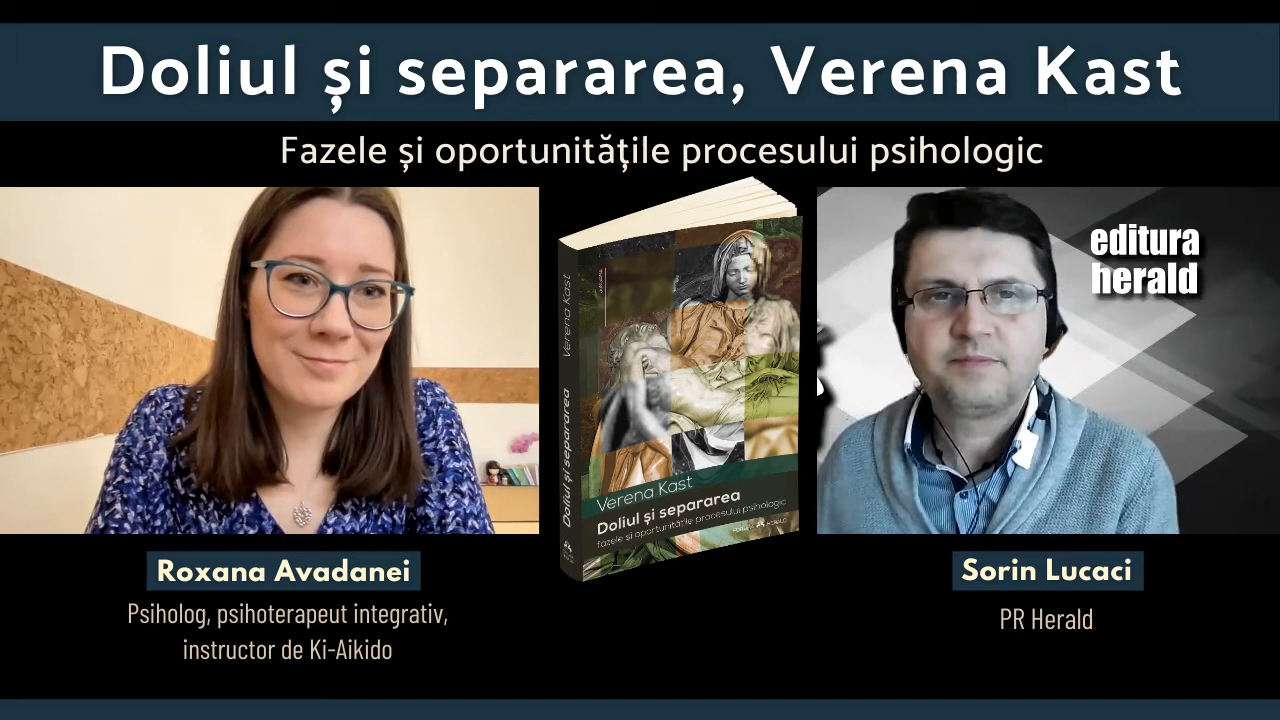 Doliul și separarea, Verena Kast
Fazele și oportunitățile procesului psihologic
editura
herald
Verena Kast
Doliul și separarea
Verena Kast
Doliul și separarea
fazele și oportunitățile procesului psihologic
Roxana Avadanei
Psiholog, psihoterapeut integrativ,
instructor de Ki-Aikido
Sorin Lucaci
PR Herald